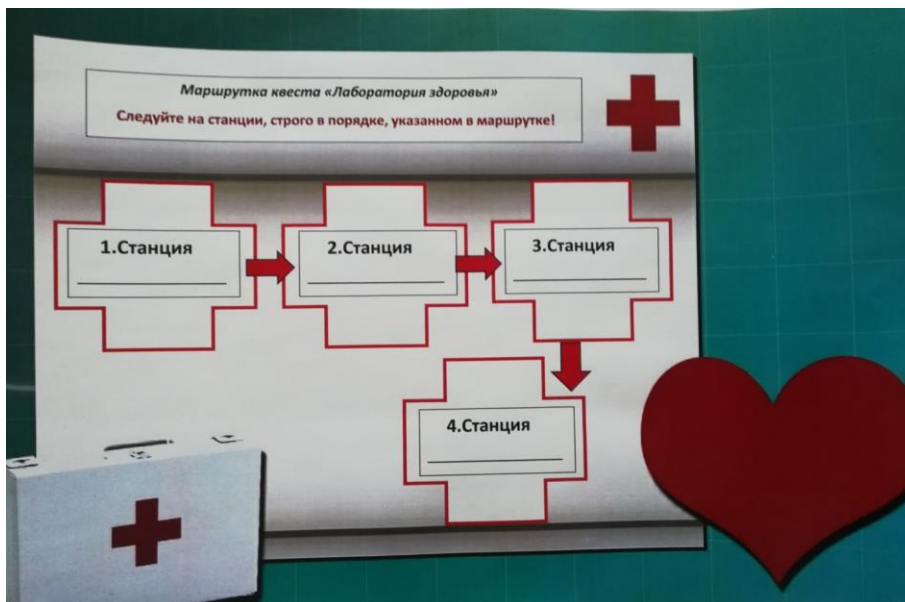 Маршрутка квеста «Лаборатория здоровья»
Следуйте на станции, строго в порядке, указанном в маршрутке!
1.Станция
2.Станция
3.Станция
4.Станция